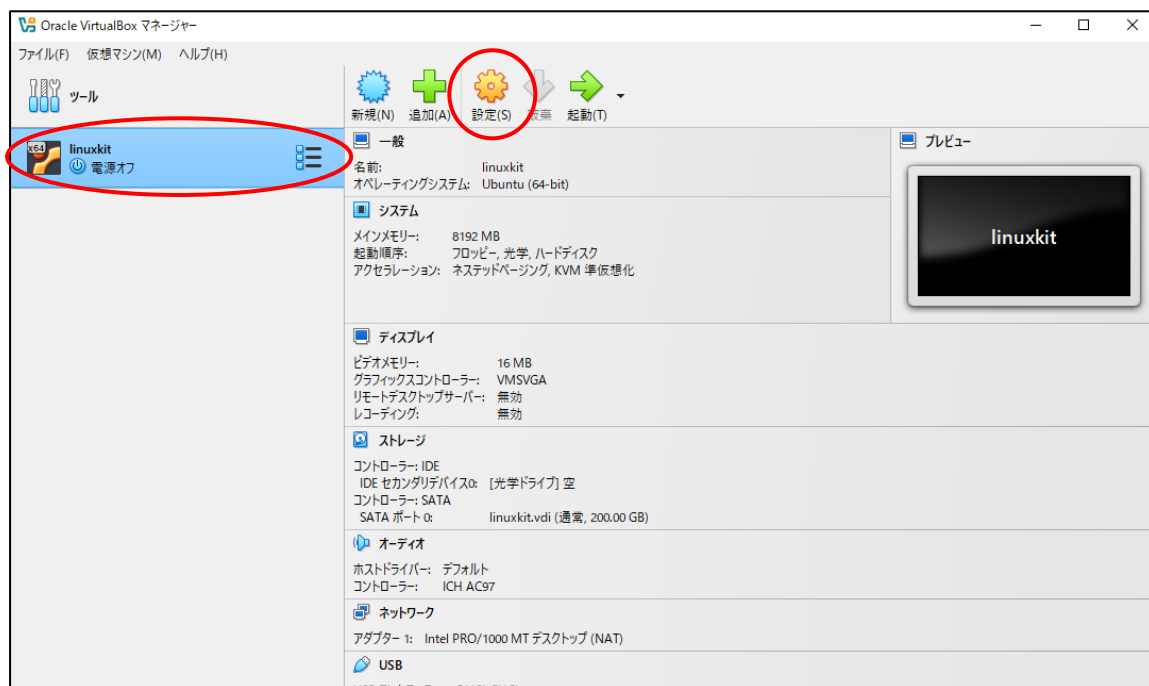 Oracle VirtualBox マネージャー
ファイル(F) 仮想マシン(M) ヘルプ(H)
ツール
新規(N) 追加(A) 設定(S) 破棄 起動(T)
x64
linuxkit
電源オフ
一般
名前: linuxkit
オペレーティングシステム: Ubuntu (64-bit)
プレビュー
linuxkit
システム
メインメモリー: 8192 MB
起動順序: フロッピー, 光学, ハードディスク
アクセラレーション: ネステッドページング, KVM 準仮想化
ディスプレイ
ビデオメモリー: 16 MB
グラフィックスコントローラー: VMSVGA
リモートデスクトップサーバー: 無効
レコーディング: 無効
ストレージ
コントローラー: IDE
IDE セカンダリデバイス0: [光学ドライブ] 空
コントローラー: SATA
SATA ポート 0: linuxkit.vdi (通常, 200.00 GB)
オーディオ
ホストドライバー: デフォルト
コントローラー: ICH AC97
ネットワーク
アダプター 1: Intel PRO/1000 MT デスクトップ (NAT)
USB